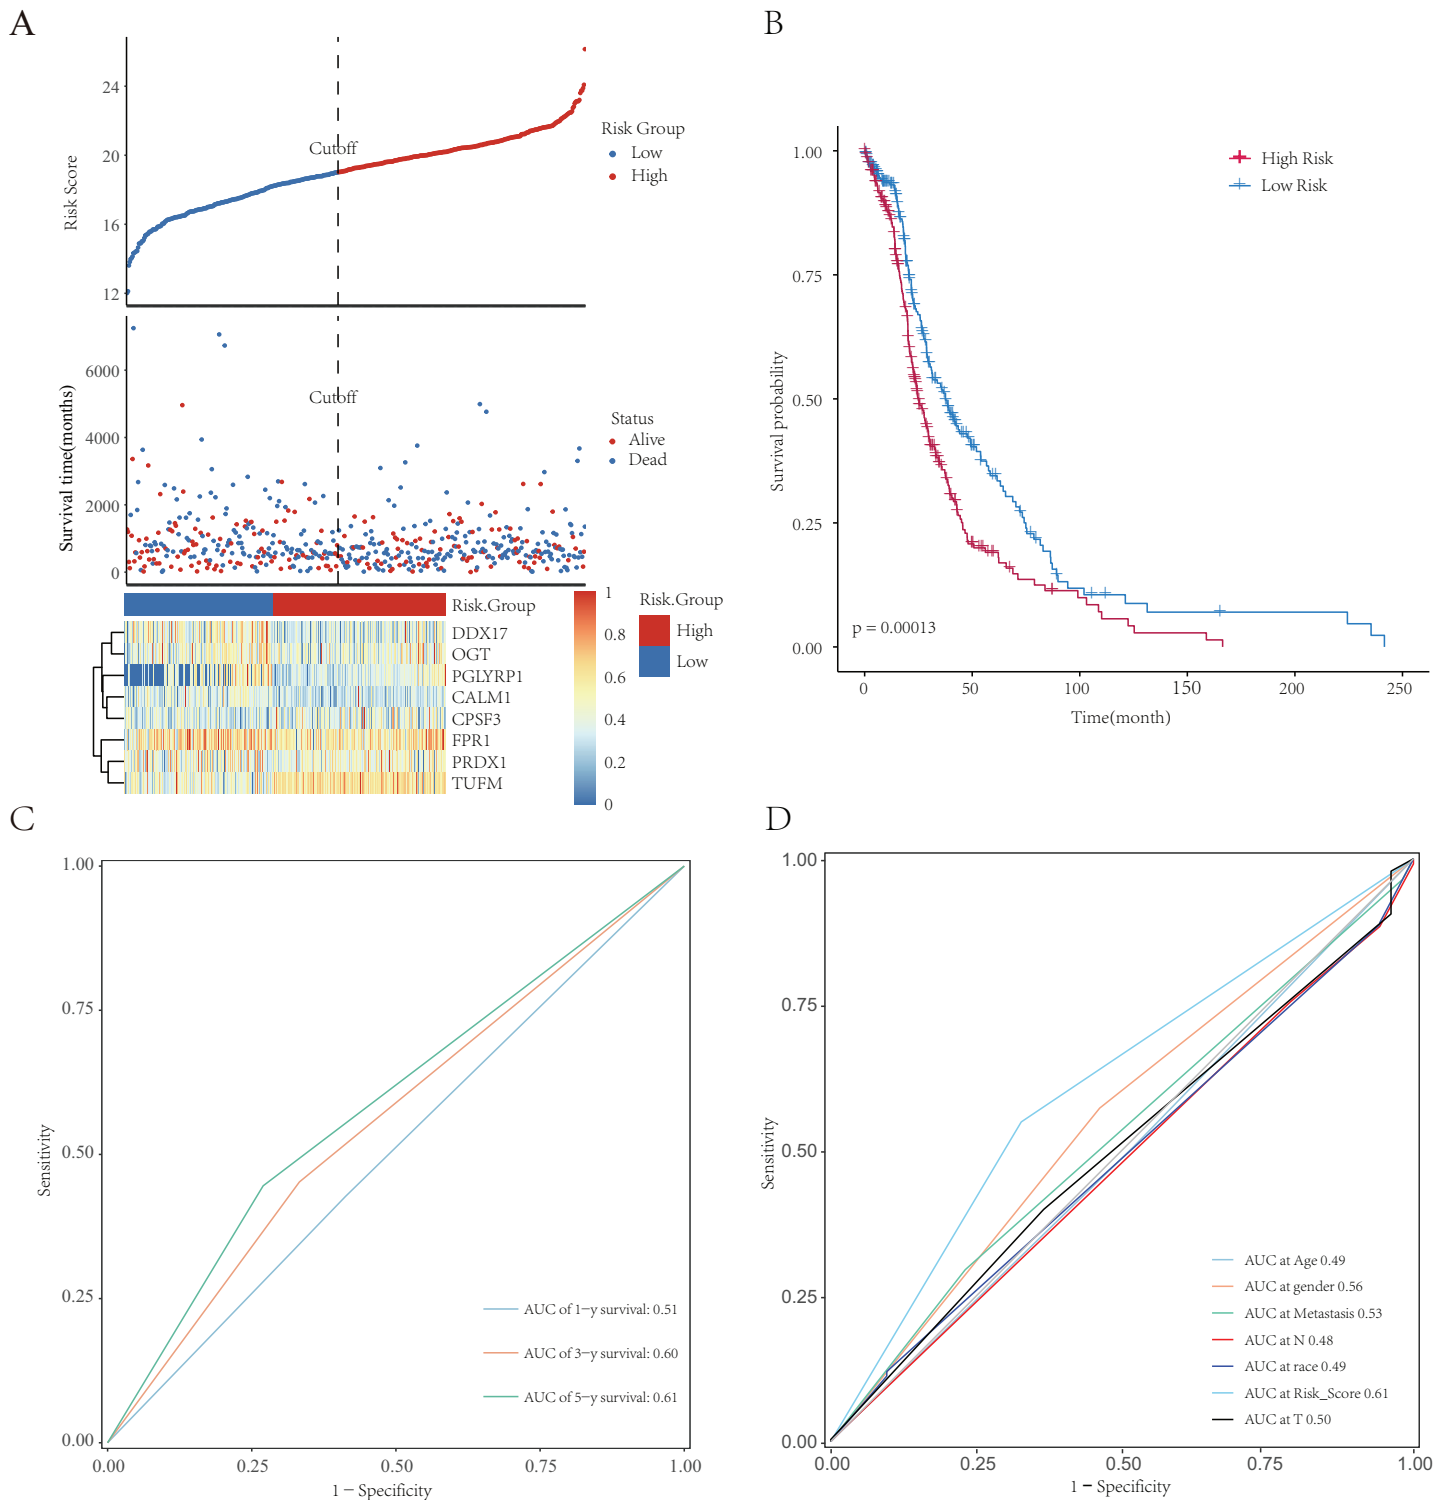 A
24
20
16
12
Risk Score
Cutoff
Risk Group
Low
High
6000
4000
2000
0
Survival time(months)
Cutoff
Status
Alive
Dead
Risk.Group
DDX17
OGT
PGLYRP1
CALM1
CPSF3
FPR1
PRDX1
TUFM
1
0.8
0.6
0.4
0.2
0
Risk.Group
High
Low
B
1.00
0.75
0.50
0.25
0.00
Survival probability
High Risk
Low Risk
p = 0.00013
0 50 100 150 200 250
Time(month)
C
1.00
0.75
0.50
0.25
0.00
Sensitivity
AUC of 1−y survival: 0.51
AUC of 3−y survival: 0.60
AUC of 5−y survival: 0.61
0.00 0.25 0.50 0.75 1.00
1 − Specificity
D
1.00
0.75
0.50
0.25
0.00
Sensitivity
AUC at Age 0.49
AUC at gender 0.56
AUC at Metastasis 0.53
AUC at N 0.48
AUC at race 0.49
AUC at Risk_Score 0.61
AUC at T 0.50
0.00 0.25 0.50 0.75 1.00
1 − Specificity